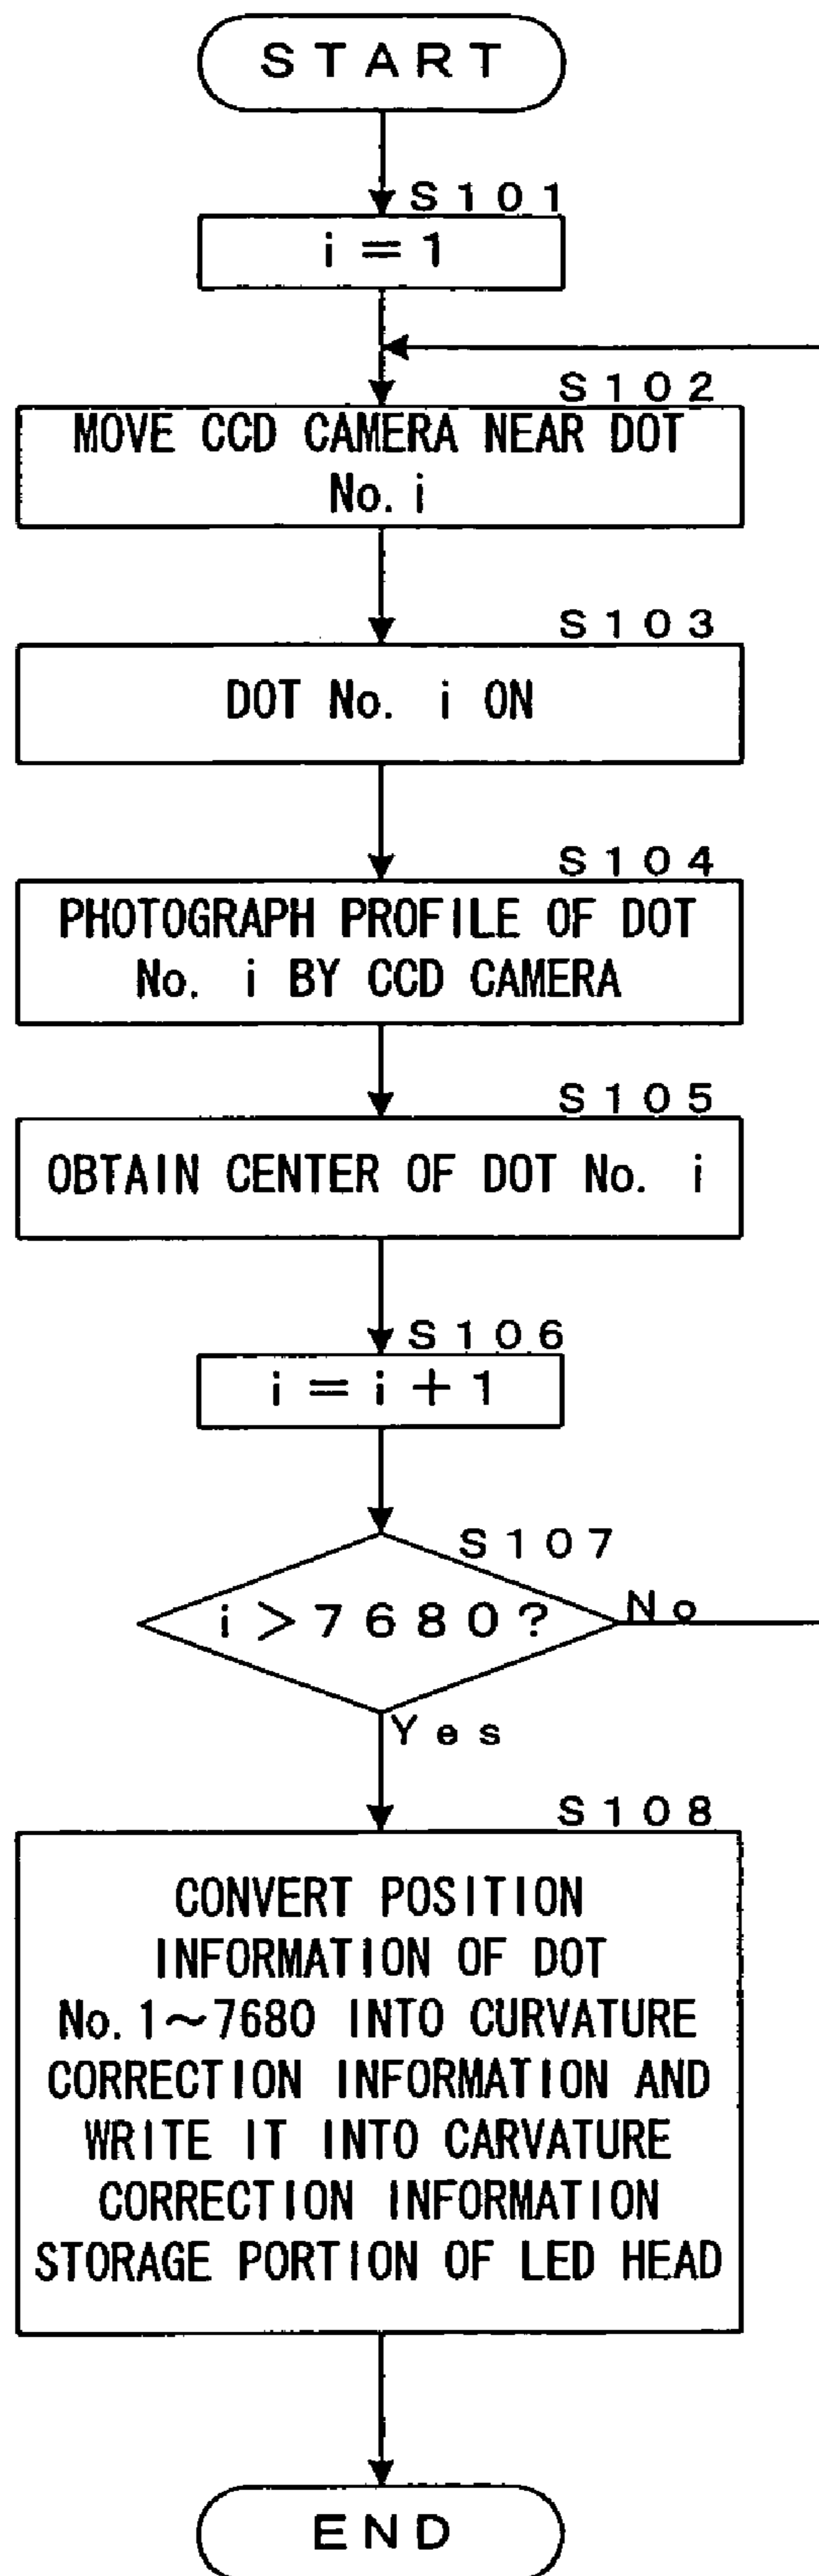 START
S101
i=1
S102
MOVE CCD CAMERA NEAR DOT
No. i
S103
DOT No. i ON
S104
PHOTOGRAPH PROFILE OF DOT
No. i BY CCD CAMERA
S105
OBTAIN CENTER OF DOT No. i
S106
i=i+1
S107
i>7680?
No
Yes
S108
CONVERT POSITION
INFORMATION OF DOT
No.1~7680 INTO CURVATURE
CORRECTION INFORMATION AND
WRITE IT INTO CARVATURE
CORRECTION INFORMATION
STORAGE PORTION OF LED HEAD
END